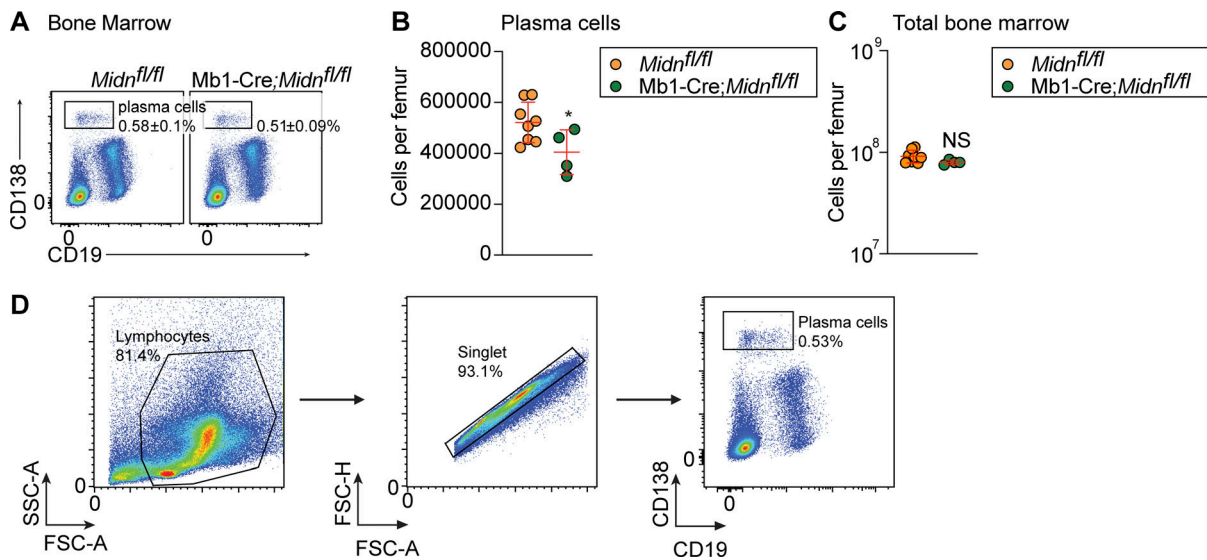 A Bone Marrow
Midnfl/fl
Mb1-Cre;Midnfl/fl
plasma cells
0.58±0.1%
0.51±0.09%
CD138
0
0
0
CD19
B Plasma cells
800000
600000
400000
200000
0
Cells per femur
*
Midnfl/fl
Mb1-Cre;Midnfl/fl
C Total bone marrow
10⁹
10⁸
10⁷
Cells per femur
NS
Midnfl/fl
Mb1-Cre;Midnfl/fl
D
Lymphocytes
81.4%
0
0
SSC-A
FSC-A
Singlet
93.1%
0
0
FSC-H
FSC-A
Plasma cells
0.53%
0
0
CD138
CD19